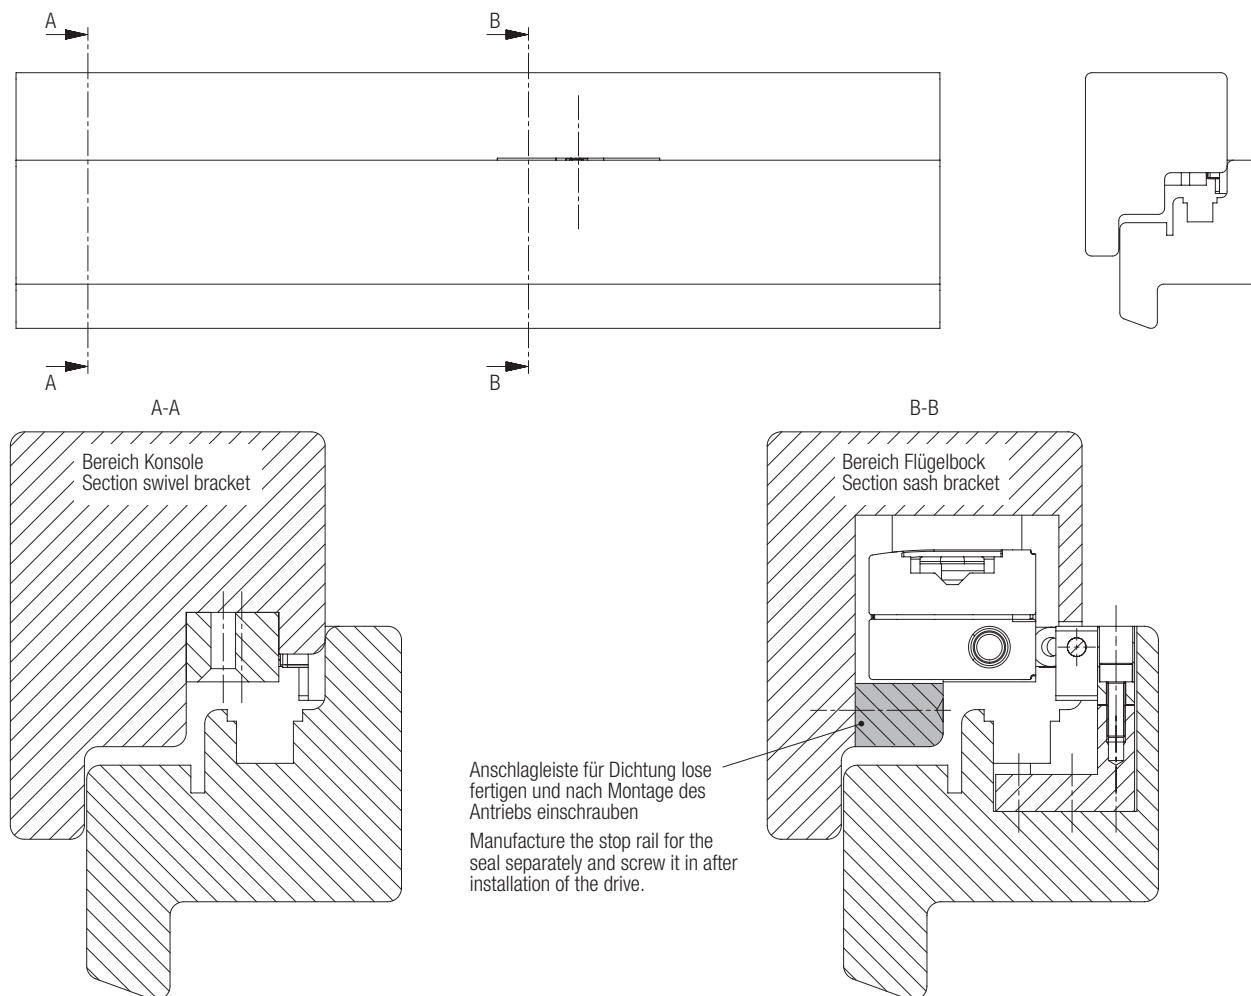 A
B
A
B
A-A
B-B
Bereich Konsole
Section swivel bracket
Bereich Flügelbock
Section sash bracket
Anschlagleiste für Dichtung lose
fertigen und nach Montage des
Antriebs einschrauben
Manufacture the stop rail for the
seal separately and screw it in after
installation of the drive.